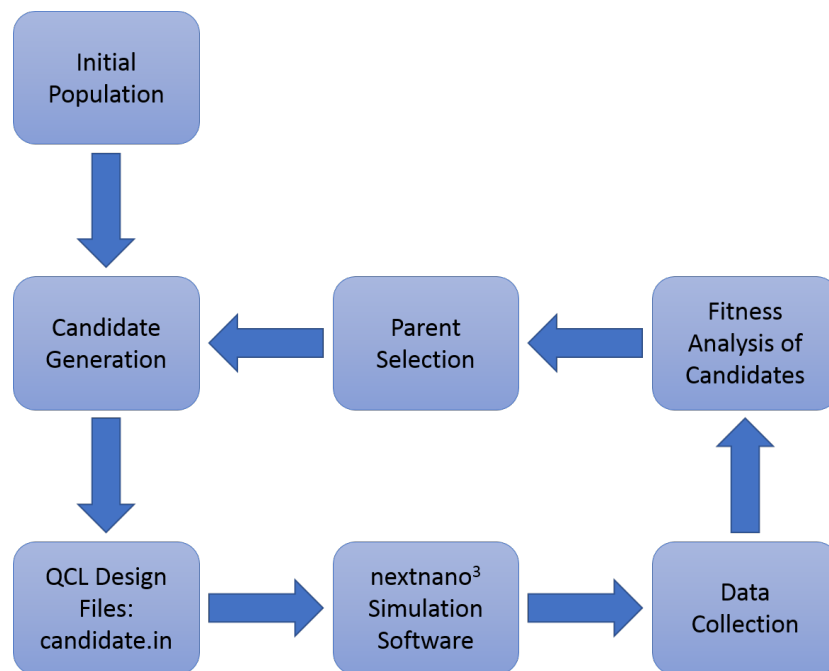 Initial
Population
Candidate
Generation
Parent
Selection
Fitness
Analysis of
Candidates
QCL Design
Files:
candidate.in
nextnano³
Simulation
Software
Data
Collection